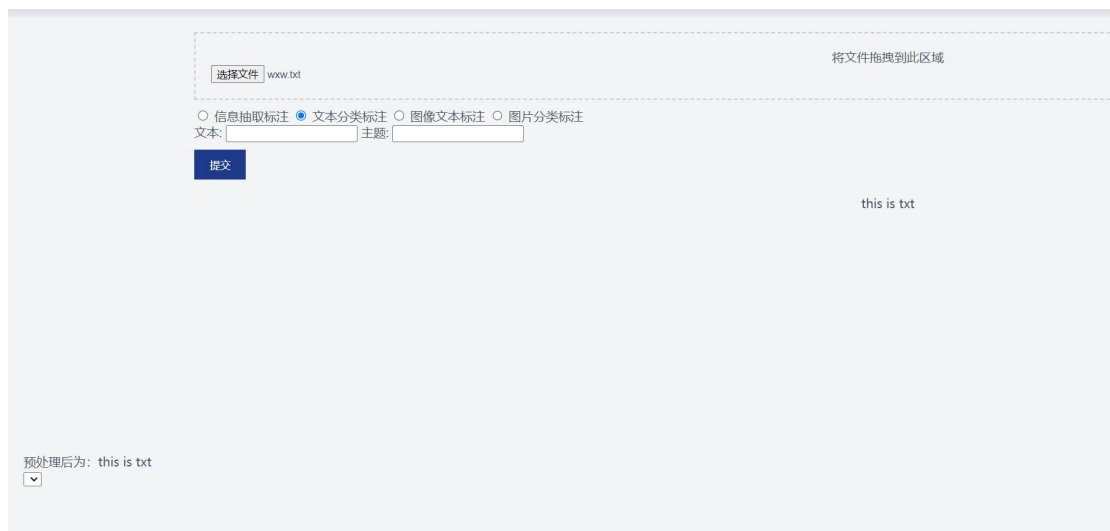 将文件拖拽到此区域
选择文件 wxw.txt
信息抽取标注 文本分类标注 图像文本标注 图片分类标注
文本: 主题:
提交
this is txt
预处理后为：this is txt